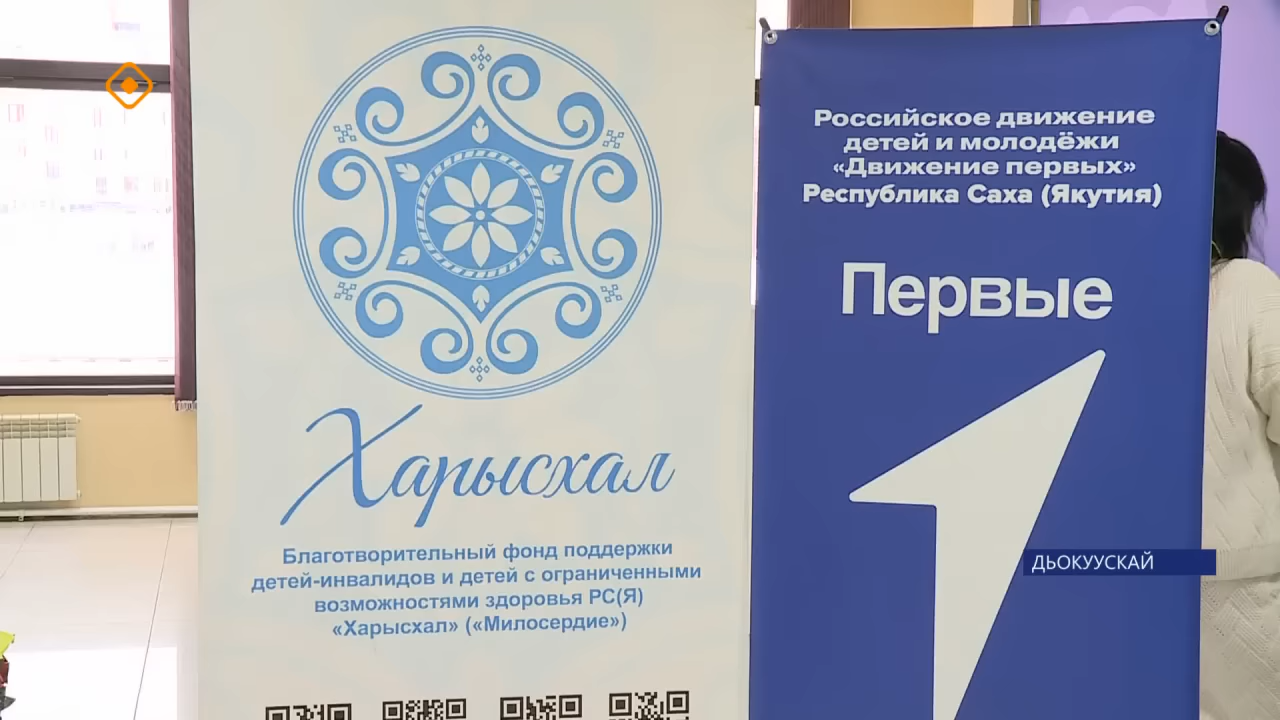 Харысхал
Благотворительный фонд поддержки
детей-инвалидов и детей с ограниченными
возможностями здоровья РС(Я)
«Харысхал» («Милосердие»)
Российское движение
детей и молодёжи
«Движение первых»
Республика Саха (Якутия)
Первые
ДЬОКУУСКАЙ